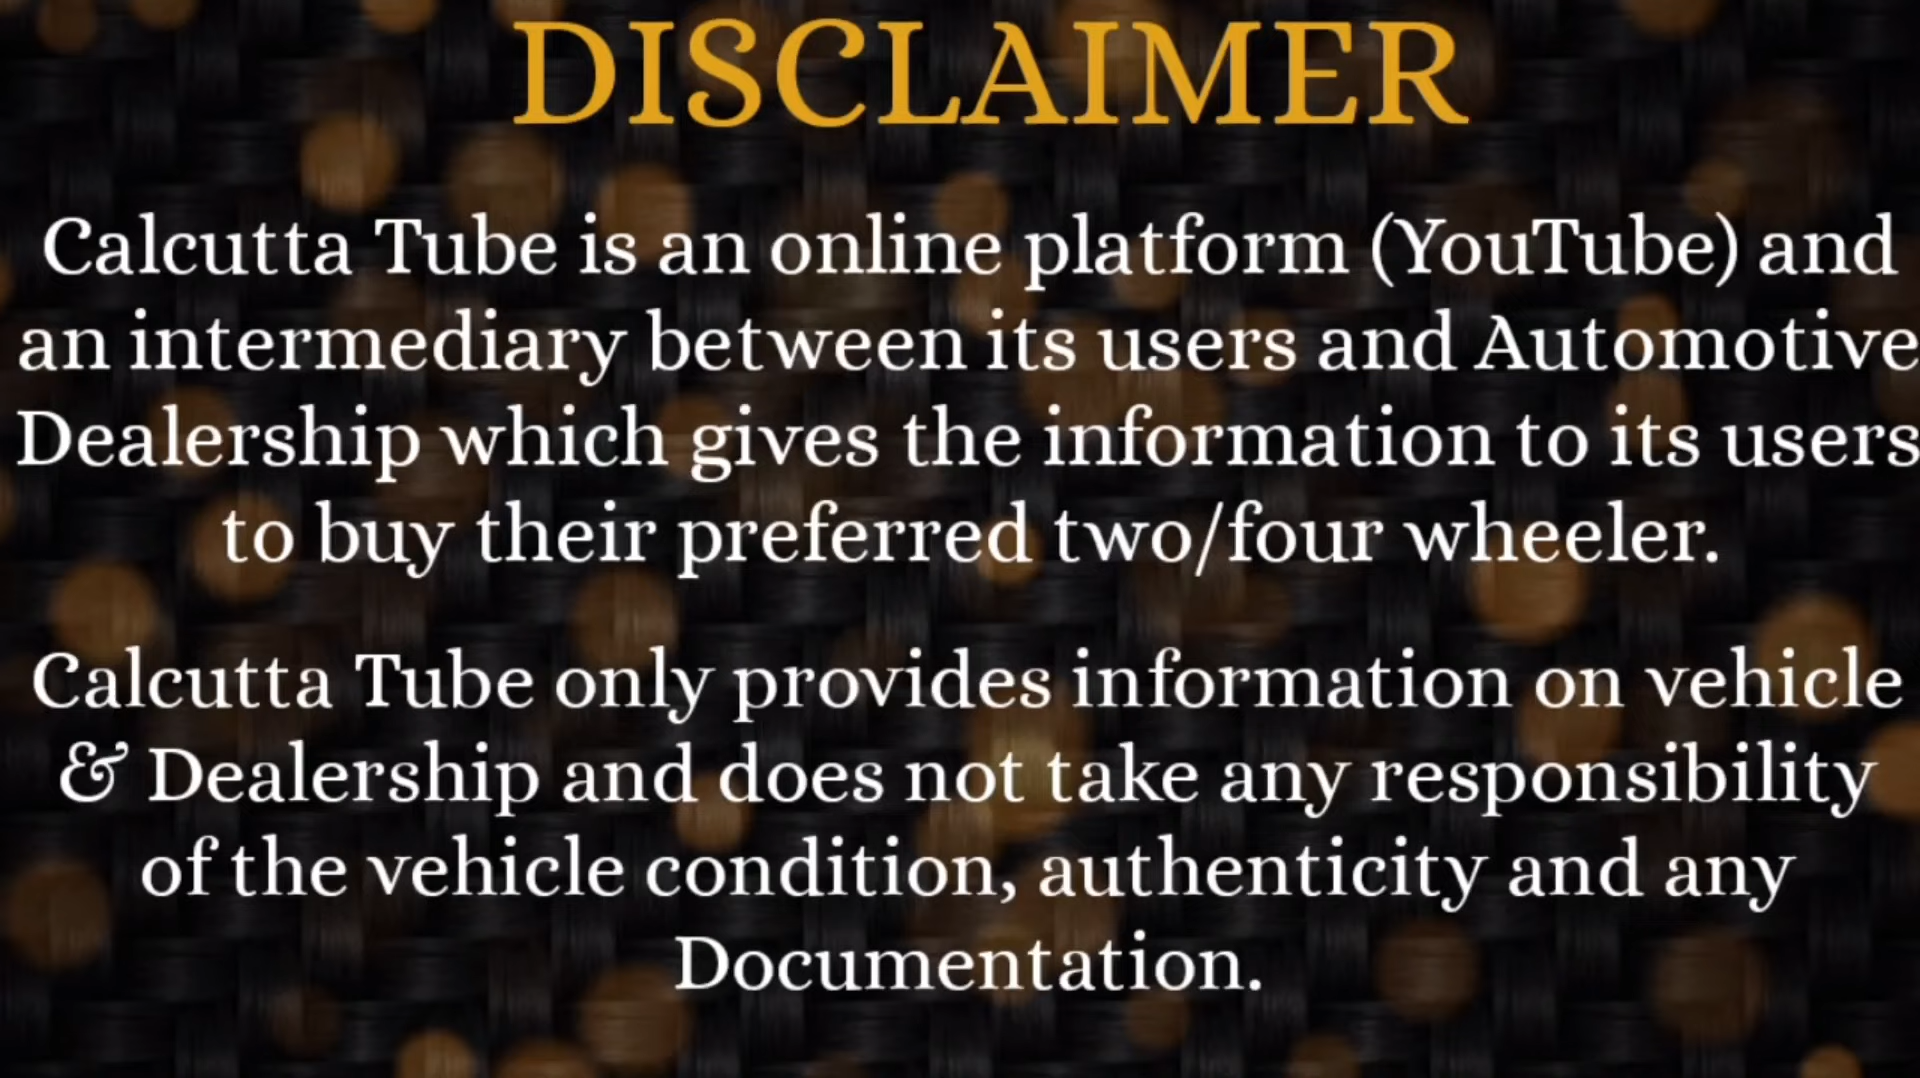 DISCLAIMER
Calcutta Tube is an online platform (YouTube) and
an intermediary between its users and Automotive
Dealership which gives the information to its users
to buy their preferred two/four wheeler.
Calcutta Tube only provides information on vehicle
& Dealership and does not take any responsibility
of the vehicle condition, authenticity and any
Documentation.